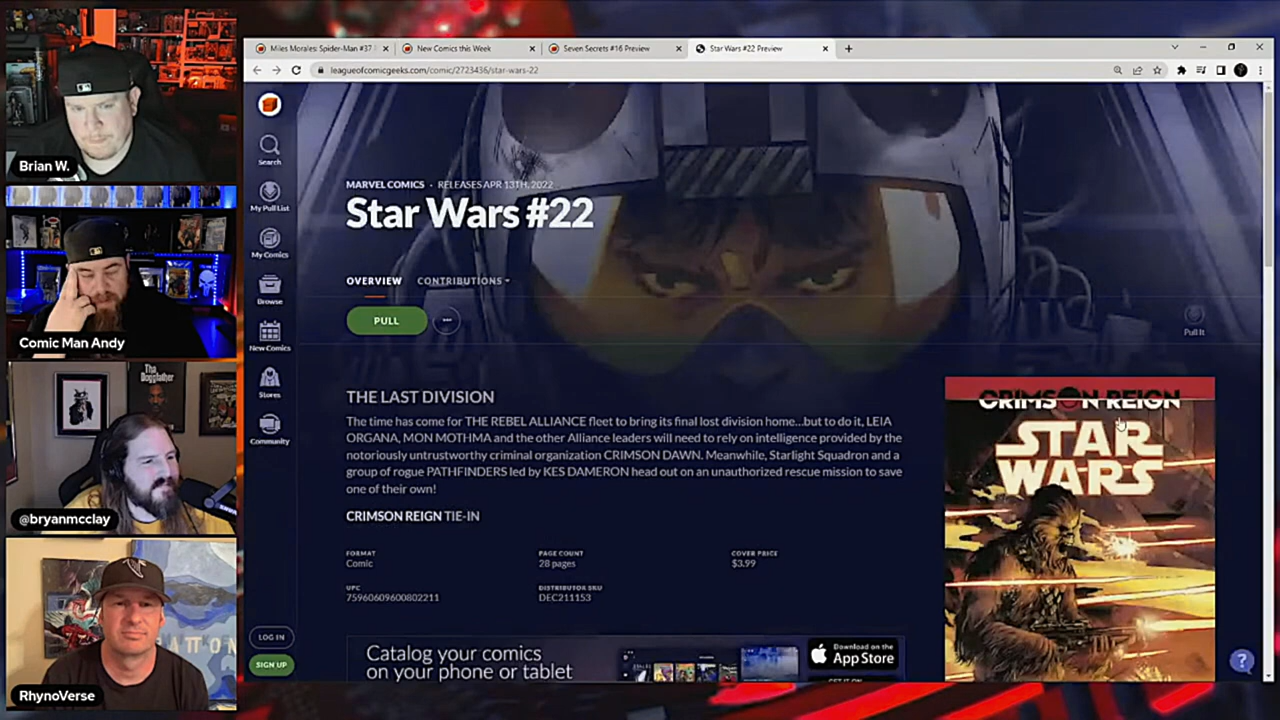 Miles Morales: Spider-Man #37
New Comics this Week
Seven Secrets #16 Preview
Star Wars #22 Preview
leagueofcomicgeeks.com/comic/2723436/star-wars-22
Brian W.
Comic Man Andy
Tha
Doggfather
@bryanmcclay
RhynoVerse
Search
My Pull List
My Comics
Browse
New Comics
Stores
Community
LOG IN
SIGN UP
MARVEL COMICS · RELEASES APR 13TH, 2022
Star Wars #22
OVERVIEW
CONTRIBUTIONS
PULL
Pull It
THE LAST DIVISION
The time has come for THE REBEL ALLIANCE fleet to bring its final lost division home...but to do it, LEIA
ORGANA, MON MOTHMA and the other Alliance leaders will need to rely on intelligence provided by the
notoriously untrustworthy criminal organization CRIMSON DAWN. Meanwhile, Starlight Squadron and a
group of rogue PATHFINDERS led by KES DAMERON head out on an unauthorized rescue mission to save
one of their own!
CRIMSON REIGN TIE-IN
FORMAT
Comic
PAGE COUNT
28 pages
COVER PRICE
$3.99
UPC
75960609600802211
DISTRIBUTOR SKU
DEC211153
Catalog your comics
on your phone or tablet
Download on the
App Store
GET IT ON
CRIMSON REIGN
STAR
WARS
?